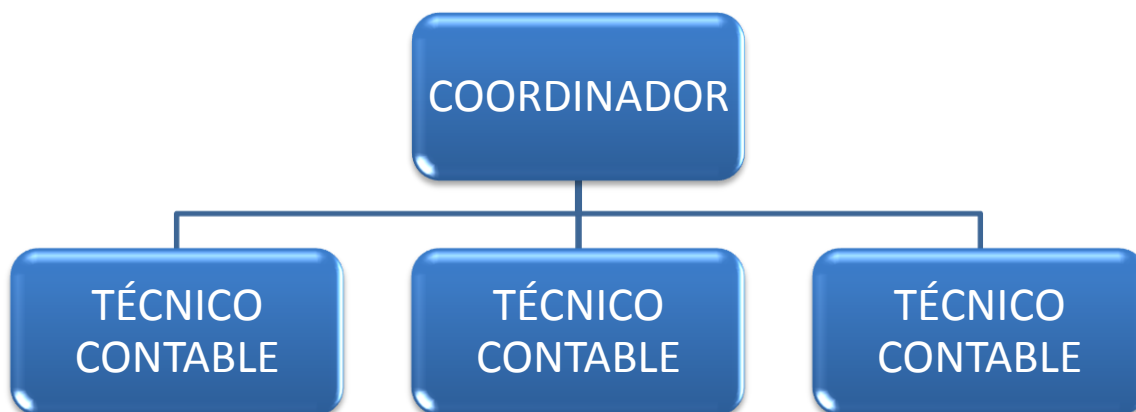 COORDINADOR
TÉCNICO
CONTABLE
TÉCNICO
CONTABLE
TÉCNICO
CONTABLE